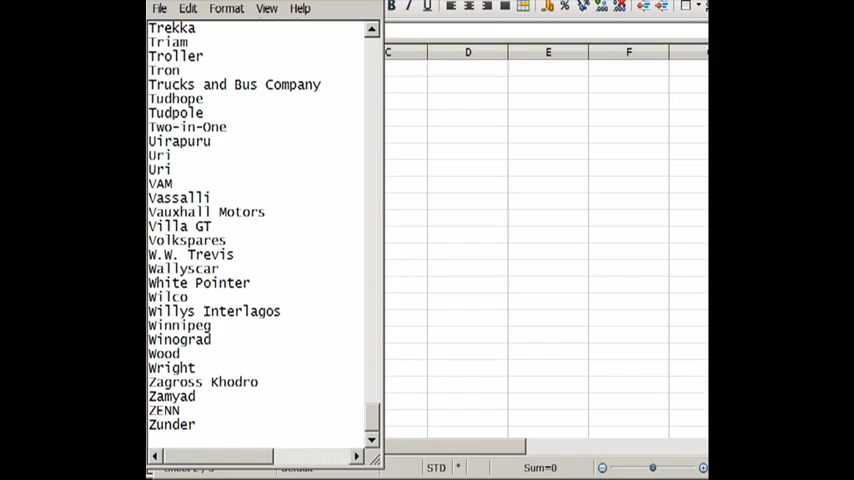 File Edit Format View Help
Trekka
Triam
Troller
Tron
Trucks and Bus Company
Tudhope
Tudpole
Two-in-One
Uirapuru
Uri
Uri
VAM
Vassalli
Vauxhall Motors
Villa GT
Volkspares
W.W. Trevis
Wallyscar
White Pointer
Wilco
Willys Interlagos
Winnipeg
Winograd
Wood
Wright
Zagross Khodro
Zamyad
ZENN
Zunder
B I U %
C D E F
STD * Sum=0